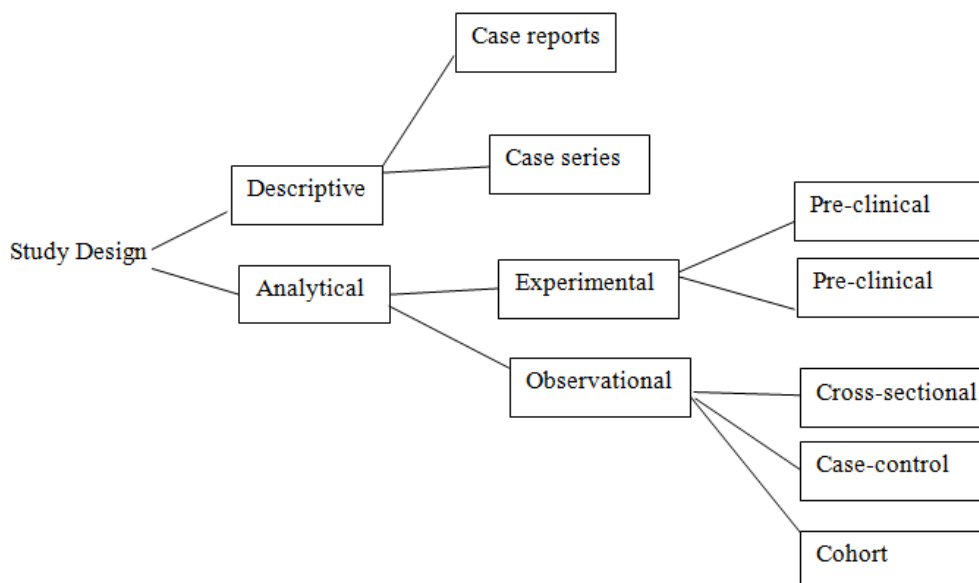 Case reports
Case series
Descriptive
Pre-clinical
Study Design
Analytical
Experimental
Pre-clinical
Observational
Cross-sectional
Case-control
Cohort